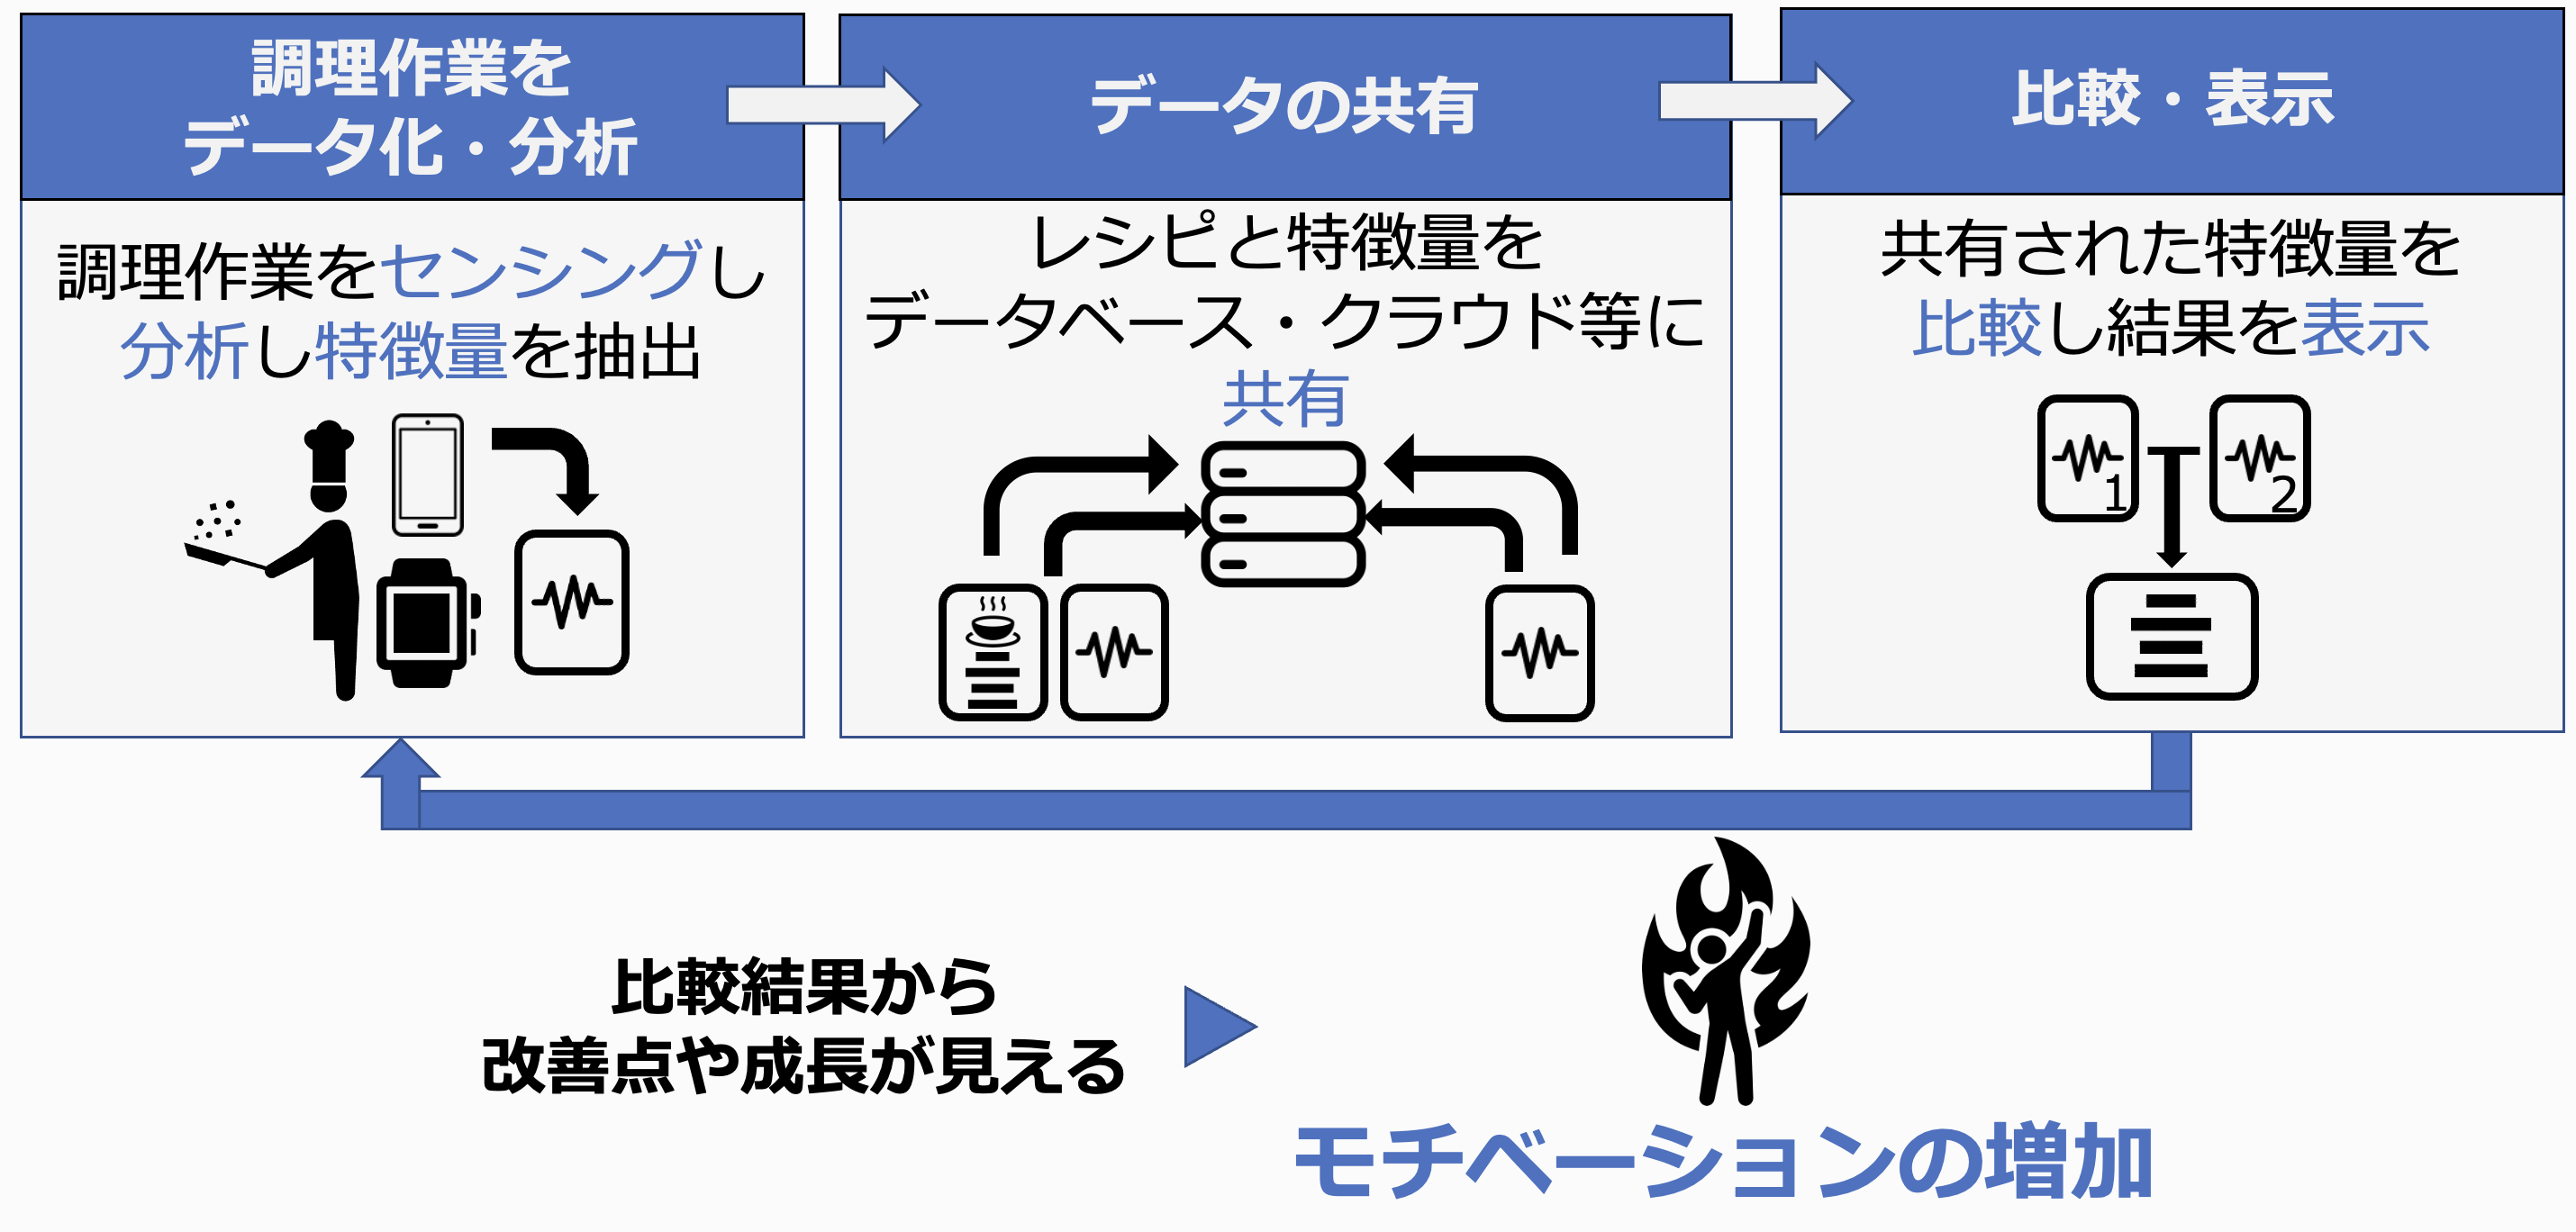 調理作業を
データ化・分析
調理作業をセンシングし
分析し特徴量を抽出
データの共有
レシピと特徴量を
データベース・クラウド等に
共有
比較・表示
共有された特徴量を
比較し結果を表示
1
2
比較結果から
改善点や成長が見える
モチベーションの増加